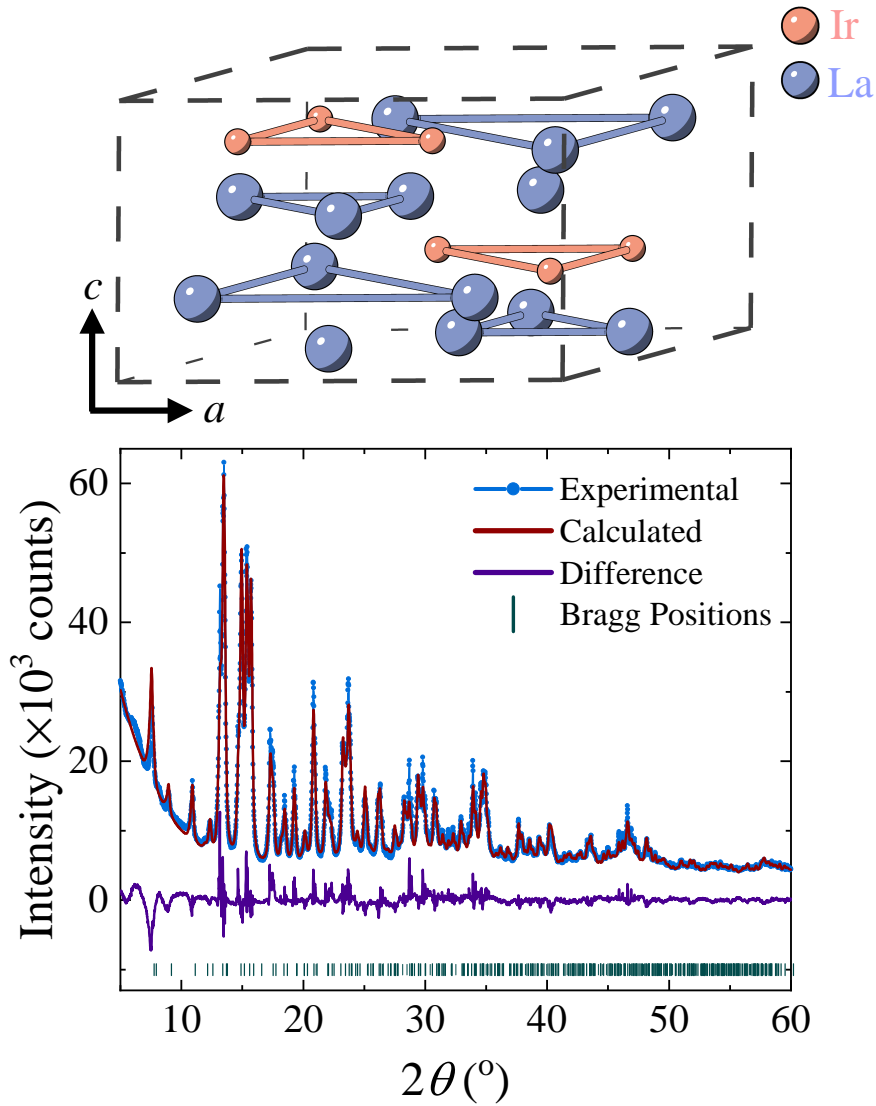 Ir
La
c
a
Experimental
Calculated
Difference
Bragg Positions
Intensity (×10³ counts)
60
40
20
0
10 20 30 40 50 60
2θ (º)